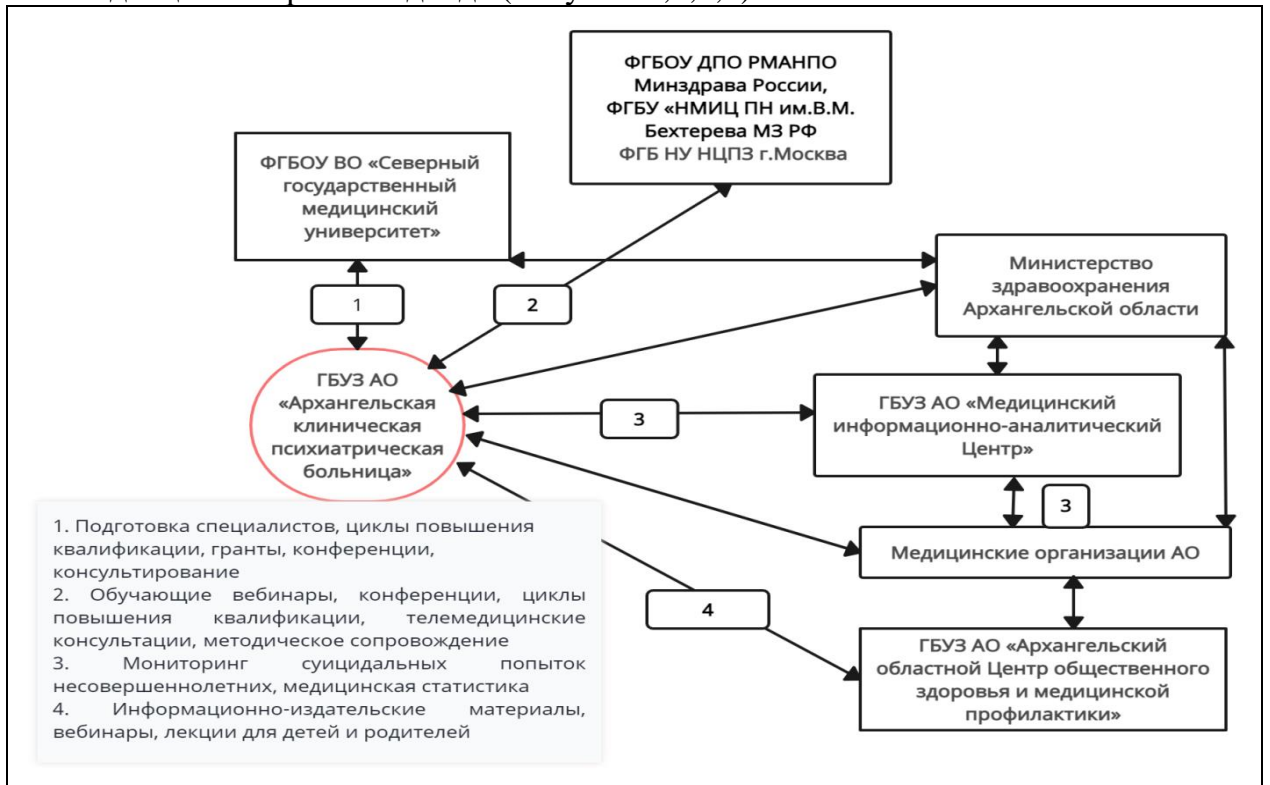 ФГБОУ ДПО РМАНПО
Минздрава России,
ФГБУ «НМИЦ ПН им.В.М.
Бехтерева МЗ РФ
ФГБ НУ НЦПЗ г.Москва
ФГБОУ ВО «Северный
государственный
медицинский
университет»
Министерство
здравоохранения
Архангельской области
1
2
ГБУЗ АО
«Архангельская
клиническая
психиатрическая
больница»
3
ГБУЗ АО «Медицинский
информационно-аналитический
Центр»
3
Медицинские организации АО
4
ГБУЗ АО «Архангельский
областной Центр общественного
здоровья и медицинской
профилактики»
1. Подготовка специалистов, циклы повышения
квалификации, гранты, конференции,
консультирование
2. Обучающие вебинары, конференции, циклы
повышения квалификации, телемедицинские
консультации, методическое сопровождение
3. Мониторинг суицидальных попыток
несовершеннолетних, медицинская статистика
4. Информационно-издательские материалы,
вебинары, лекции для детей и родителей